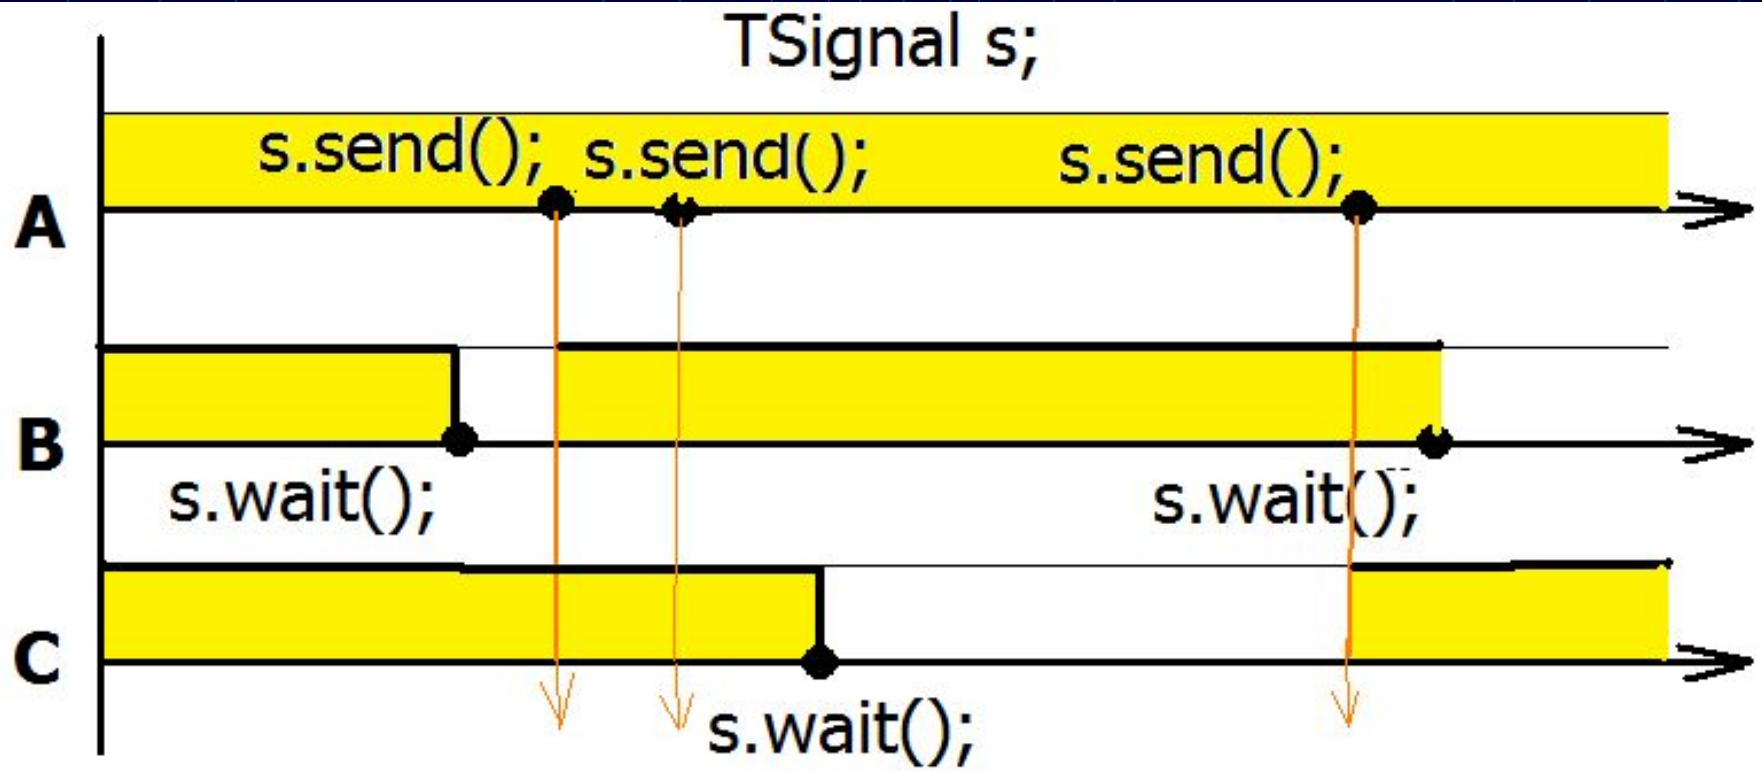 TSignal s;
s.send(); s.send(); s.send();
A
B
s.wait(); s.wait();
C
s.wait();